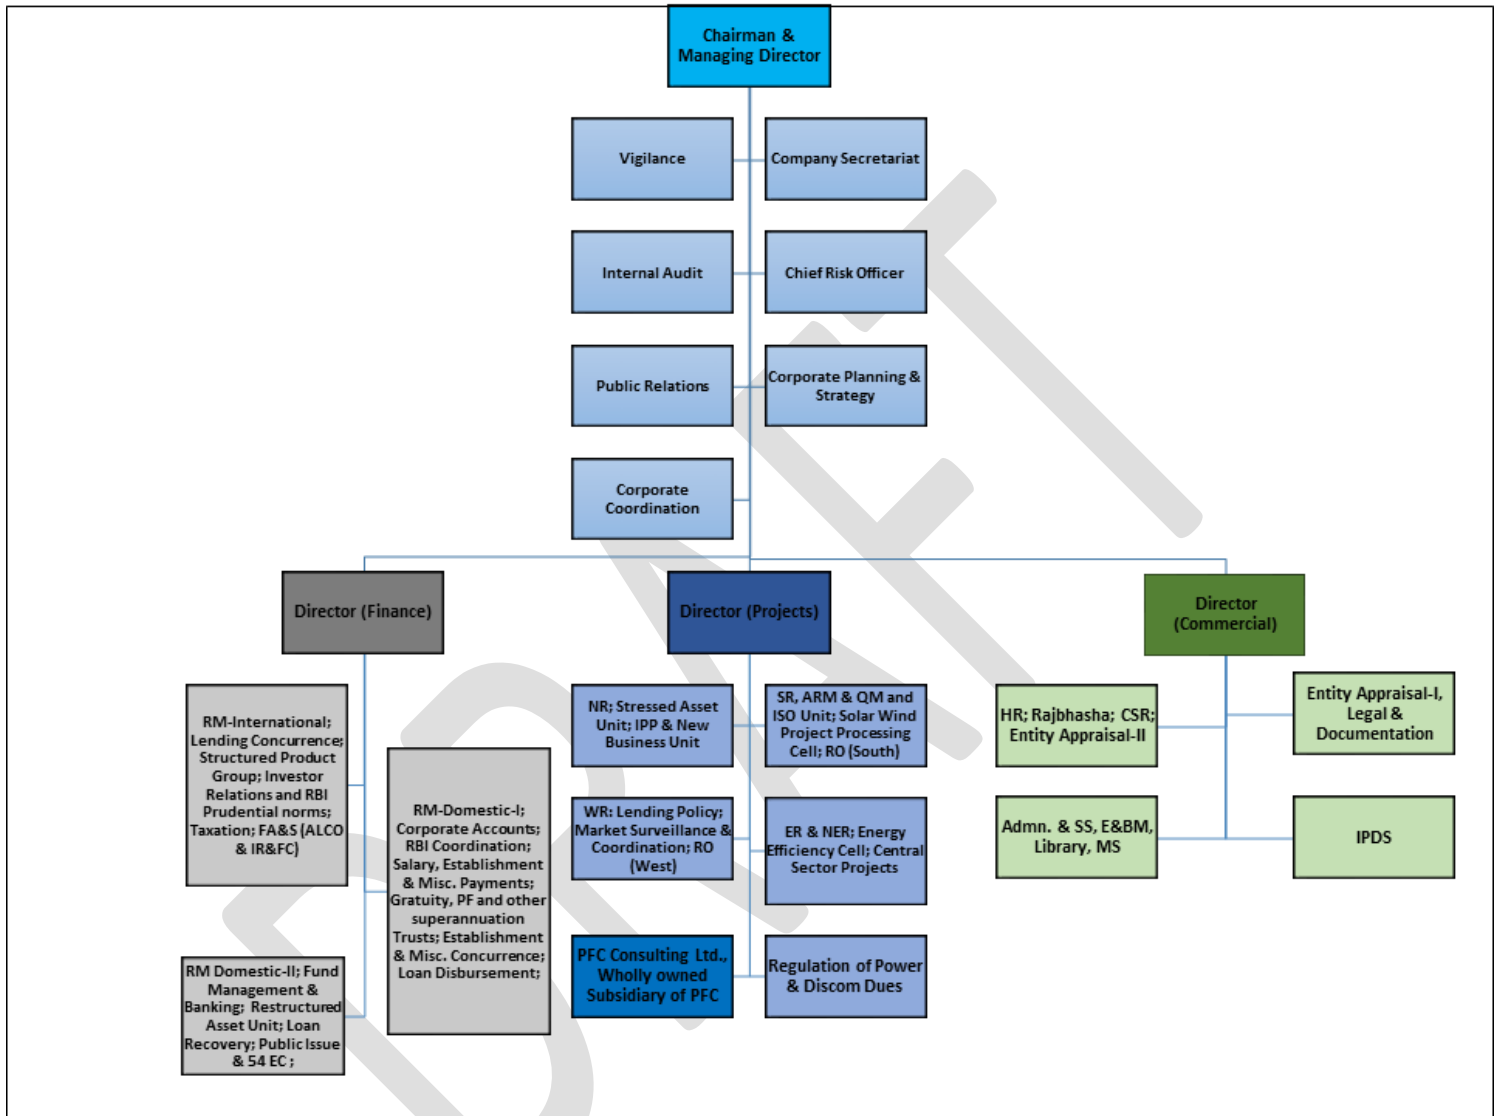 Chairman &
Managing Director
Vigilance
Company Secretariat
Internal Audit
Chief Risk Officer
Public Relations
Corporate Planning &
Strategy
Corporate
Coordination
Director (Finance)
Director (Projects)
Director
(Commercial)
RM-International;
Lending Concurrence;
Structured Product
Group; Investor
Relations and RBI
Prudential norms;
Taxation; FA&S (ALCO
& IR&FC)
RM-Domestic-I;
Corporate Accounts;
RBI Coordination;
Salary, Establishment
& Misc. Payments;
Gratuity, PF and other
superannuation
Trusts; Establishment
& Misc. Concurrence;
Loan Disbursement;
RM Domestic-II; Fund
Management &
Banking; Restructured
Asset Unit; Loan
Recovery; Public Issue
& 54 EC ;
NR; Stressed Asset
Unit; IPP & New
Business Unit
SR, ARM & QM and
ISO Unit; Solar Wind
Project Processing
Cell; RO (South)
WR: Lending Policy;
Market Surveillance &
Coordination; RO
(West)
ER & NER; Energy
Efficiency Cell; Central
Sector Projects
PFC Consulting Ltd.,
Wholly owned
Subsidiary of PFC
Regulation of Power
& Discom Dues
HR; Rajbhasha; CSR;
Entity Appraisal-II
Entity Appraisal-I,
Legal &
Documentation
Admn. & SS, E&BM,
Library, MS
IPDS
DRAFT